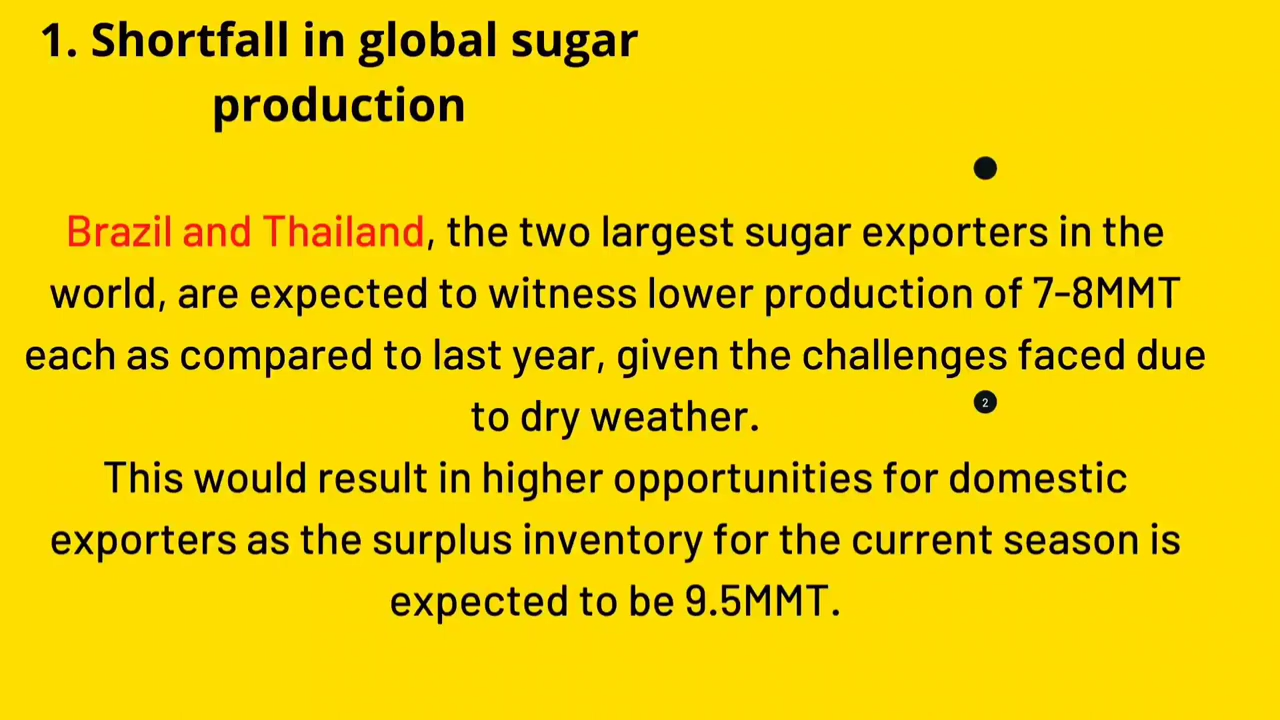 1. Shortfall in global sugar
production
Brazil and Thailand, the two largest sugar exporters in the
world, are expected to witness lower production of 7-8MMT
each as compared to last year, given the challenges faced due
to dry weather.
2
This would result in higher opportunities for domestic
exporters as the surplus inventory for the current season is
expected to be 9.5MMT.